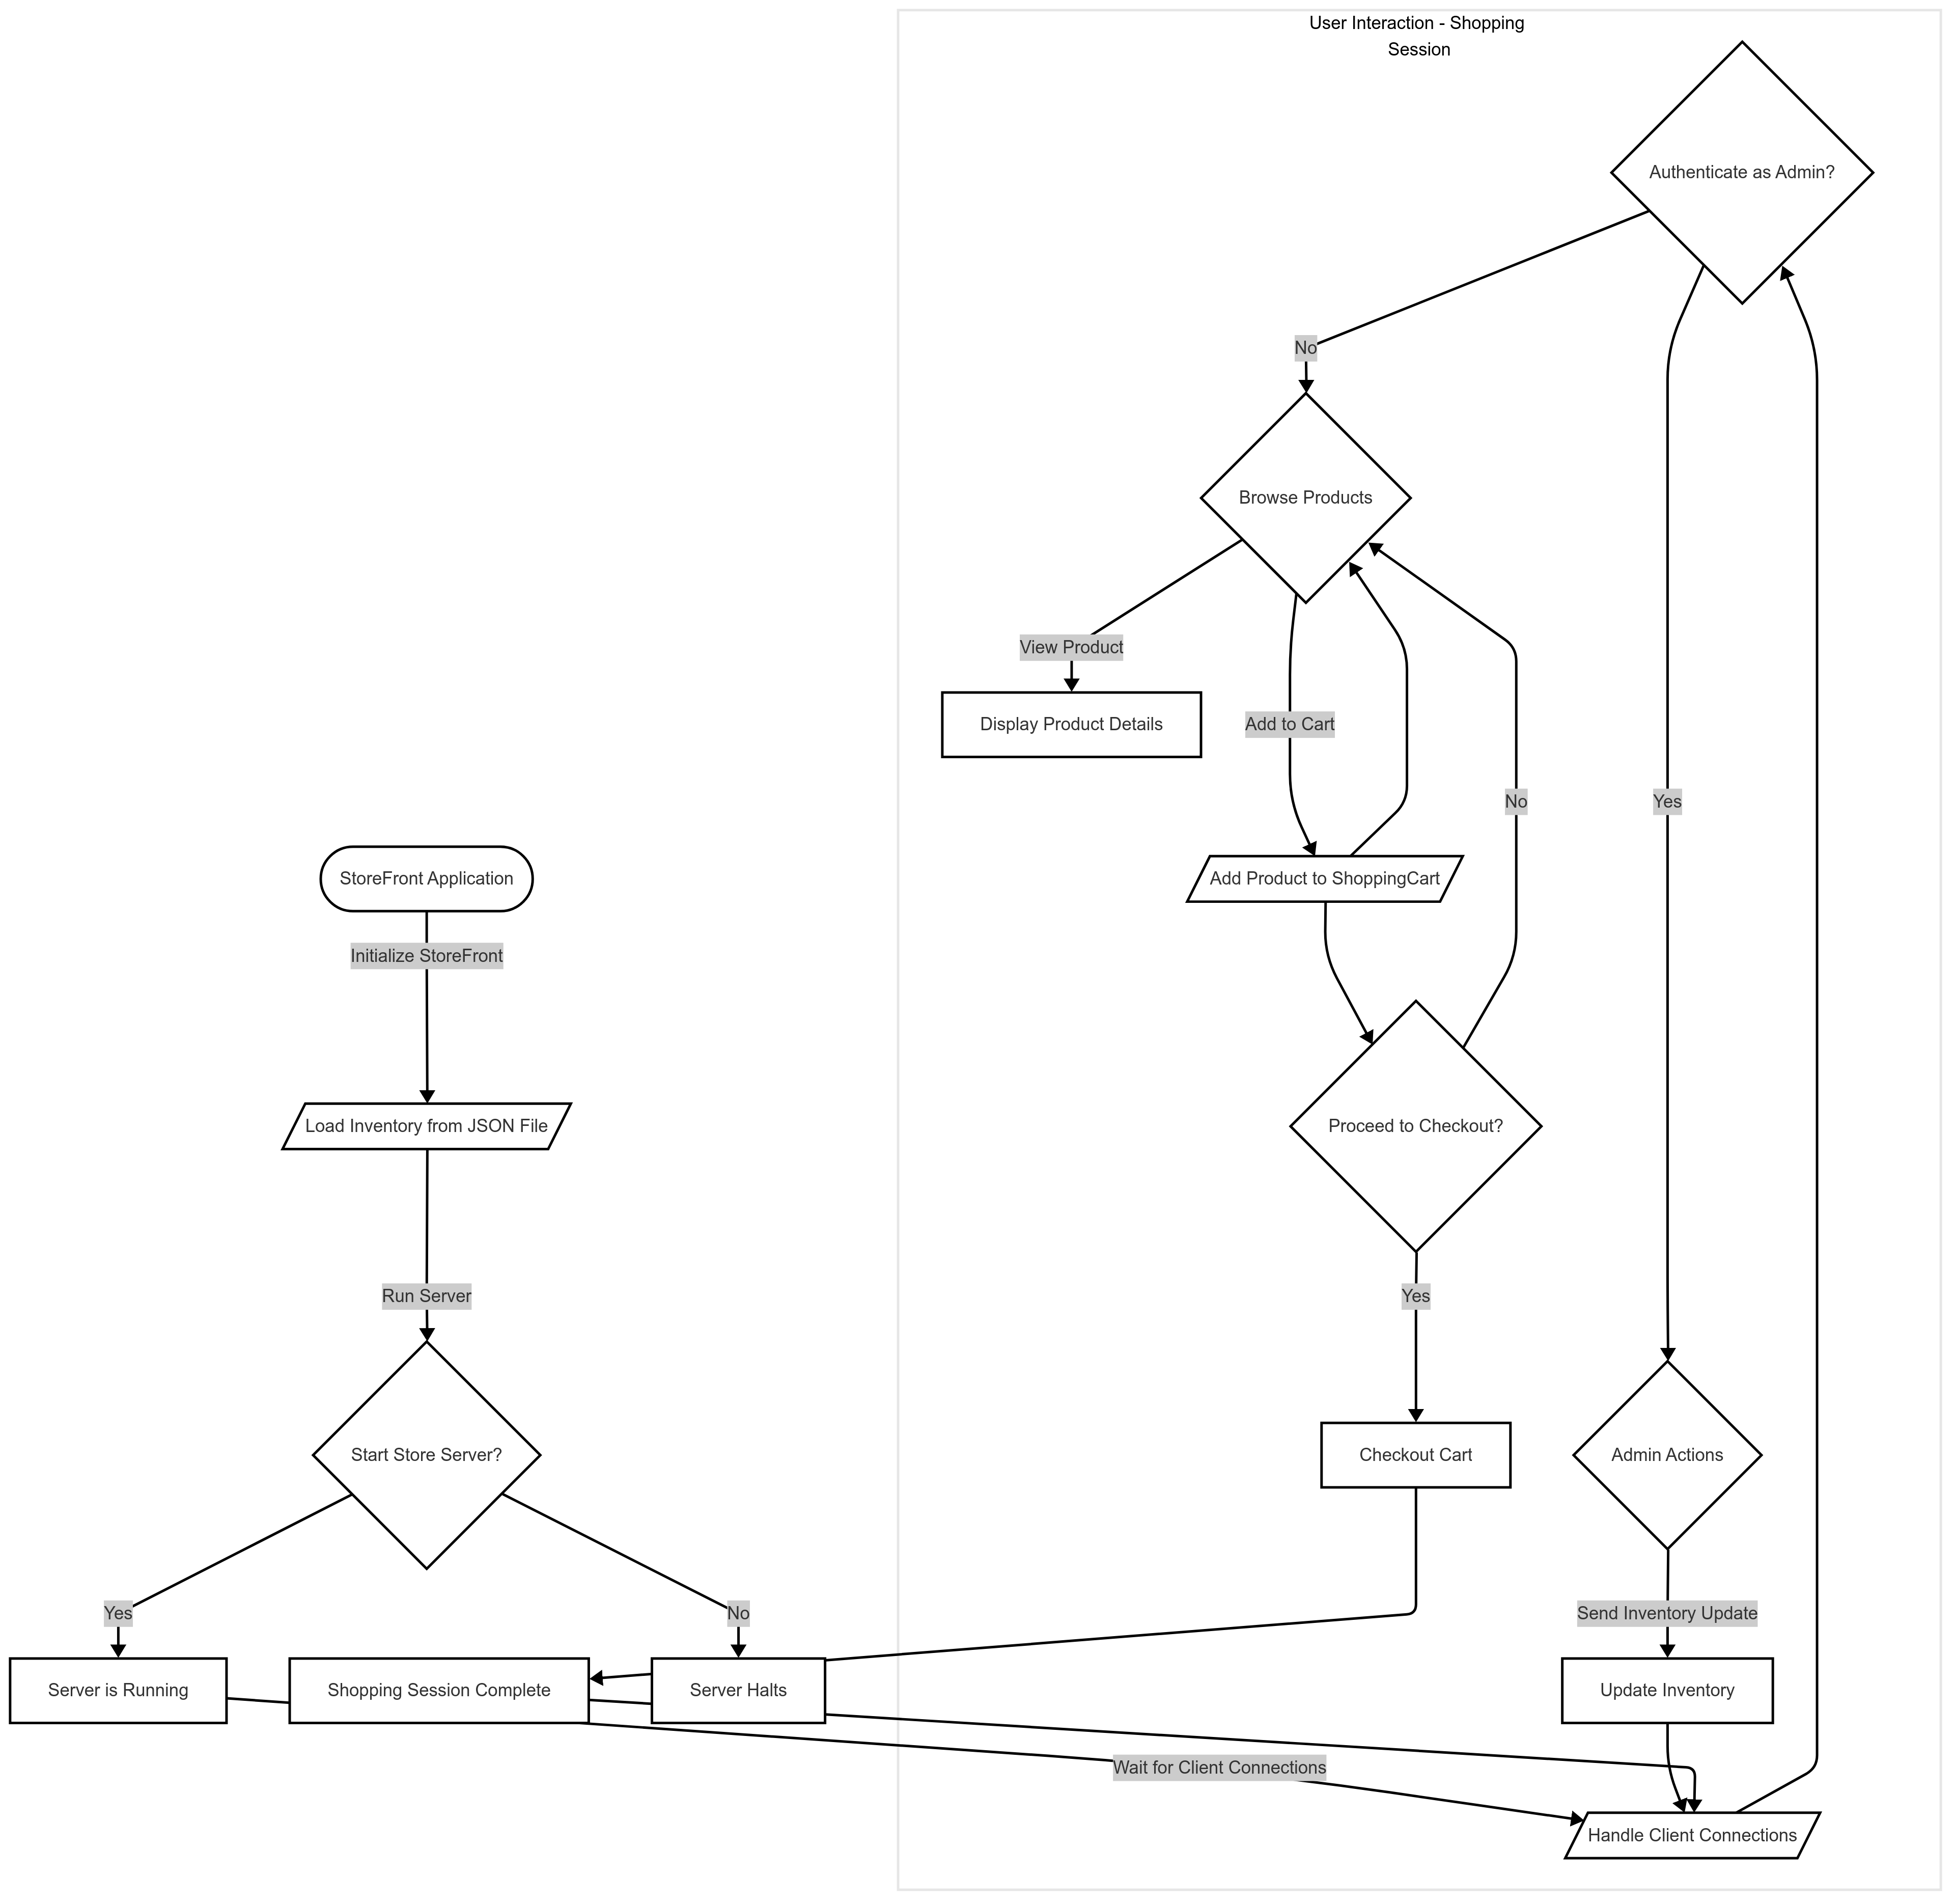 User Interaction - Shopping
Session
Authenticate as Admin?
No
Browse Products
View Product
Display Product Details
Add to Cart
No
Yes
StoreFront Application
Add Product to ShoppingCart
Initialize StoreFront
Load Inventory from JSON File
Proceed to Checkout?
Run Server
Yes
Start Store Server?
Checkout Cart
Admin Actions
Yes
No
Send Inventory Update
Server is Running
Shopping Session Complete
Server Halts
Update Inventory
Wait for Client Connections
Handle Client Connections